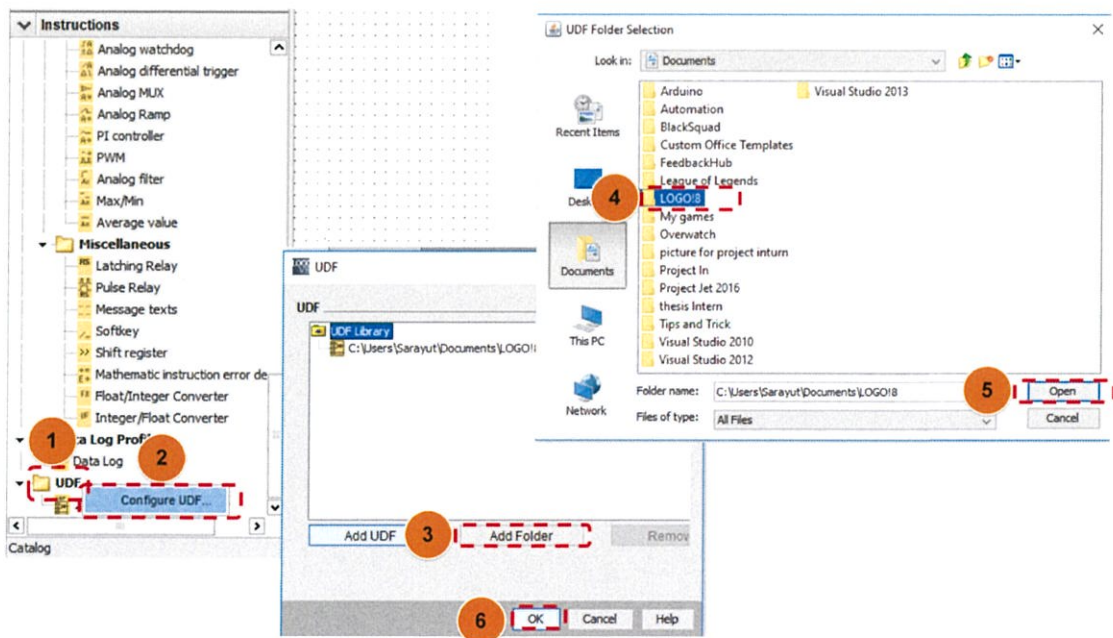 Instructions
Analog watchdog
Analog differential trigger
Analog MUX
Analog Ramp
PI controller
PWM
Analog filter
Max/Min
Average value
Miscellaneous
Latching Relay
Pulse Relay
Message texts
Softkey
Shift register
Mathematic instruction error de
Float/Integer Converter
Integer/Float Converter
1
ta Log Profil
2
Data Log
UDF
Configure UDF...
Catalog
UDF
UDF
UDF Library
C:\Users\Sarayut\Documents\LOGO!8
Add UDF
3
Add Folder
Remov
6
OK
Cancel
Help
UDF Folder Selection
Look in:
Documents
Recent Items
Desk
Documents
This PC
Network
Arduino
Automation
BlackSquad
Custom Office Templates
FeedbackHub
League of Legends
4
LOGO!8
My games
Overwatch
picture for project inturn
Project In
Project Jet 2016
thesis Intern
Tips and Trick
Visual Studio 2010
Visual Studio 2012
Visual Studio 2013
Folder name:
C:\Users\Sarayut\Documents\LOGO!8
5
Open
Files of type:
All Files
Cancel